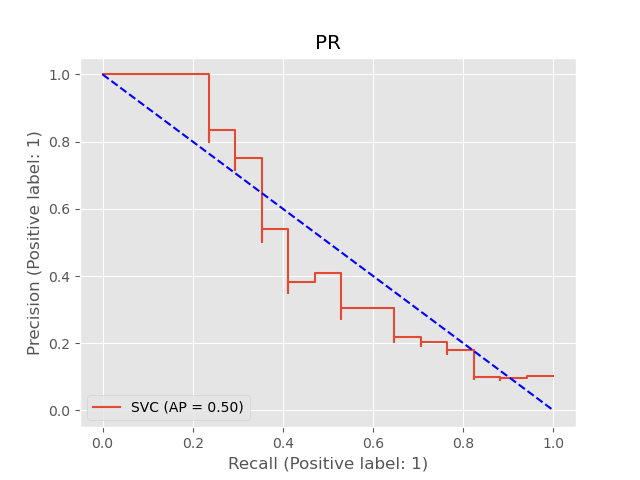 PR
Precision (Positive label: 1)
1.0
0.8
0.6
0.4
0.2
0.0
SVC (AP = 0.50)
0.0 0.2 0.4 0.6 0.8 1.0
Recall (Positive label: 1)